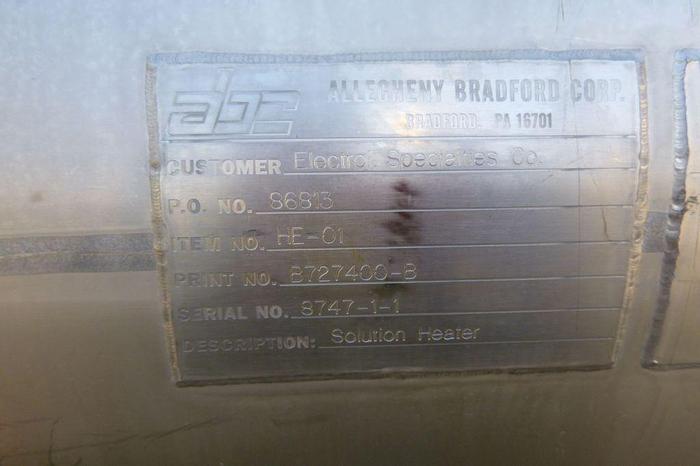 abc ALLEGHENY BRADFORD CORP.
BRADFORD, PA 16701
CUSTOMER Electrol Specialties Co.
P.O. NO. 86813
ITEM NO. HE-01
PRINT NO. B727400-B
SERIAL NO. 8747-1-1
DESCRIPTION: Solution Heater